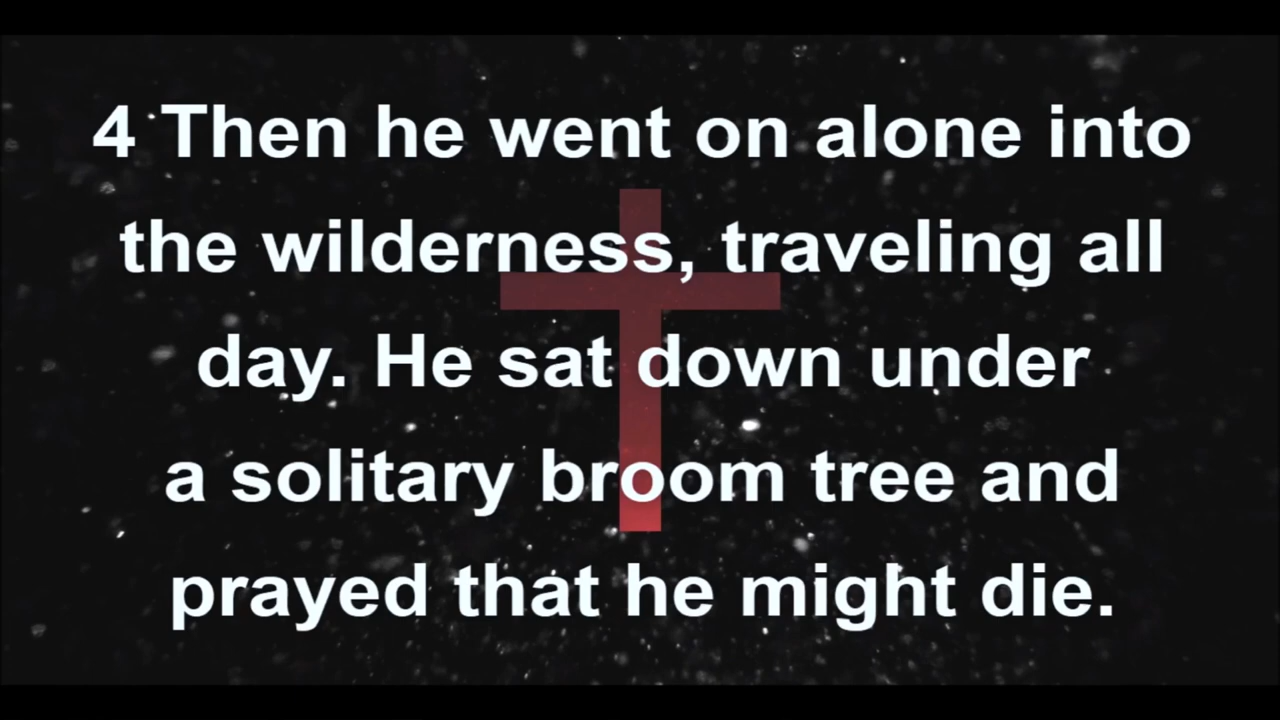 4 Then he went on alone into
the wilderness, traveling all
day. He sat down under
a solitary broom tree and
prayed that he might die.